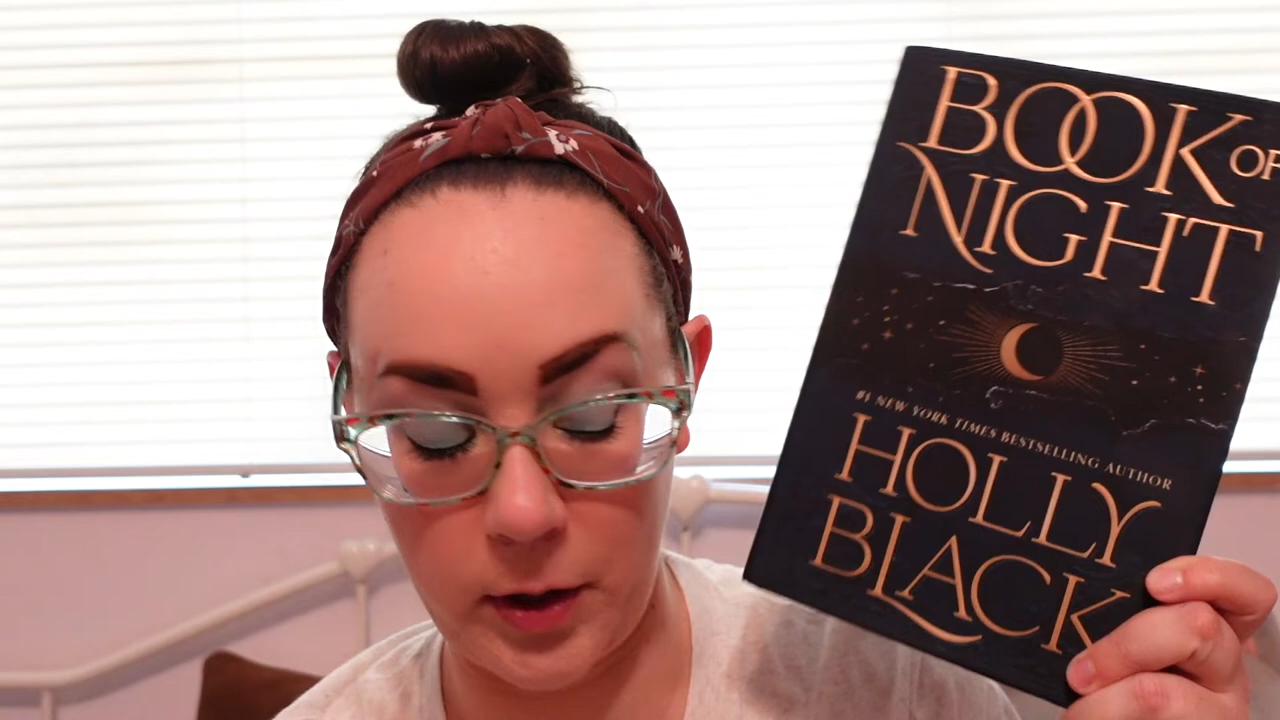 BOOK OF
NIGHT
#1 NEW YORK TIMES BESTSELLING AUTHOR
HOLLY
BLACK